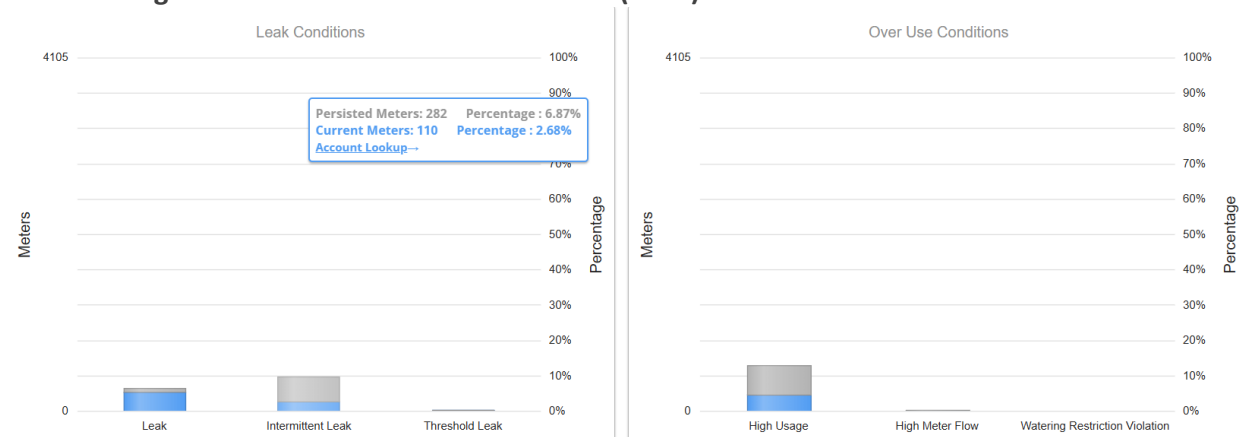 Leak Conditions
4105
100%
90%
Persisted Meters: 282 Percentage : 6.87%
Current Meters: 110 Percentage : 2.68%
Account Lookup→
70%
60%
50%
40%
30%
20%
10%
0 0%
Meters
Percentage
Leak Intermittent Leak Threshold Leak
Over Use Conditions
4105
100%
90%
80%
70%
60%
50%
40%
30%
20%
10%
0 0%
Meters
Percentage
High Usage High Meter Flow Watering Restriction Violation